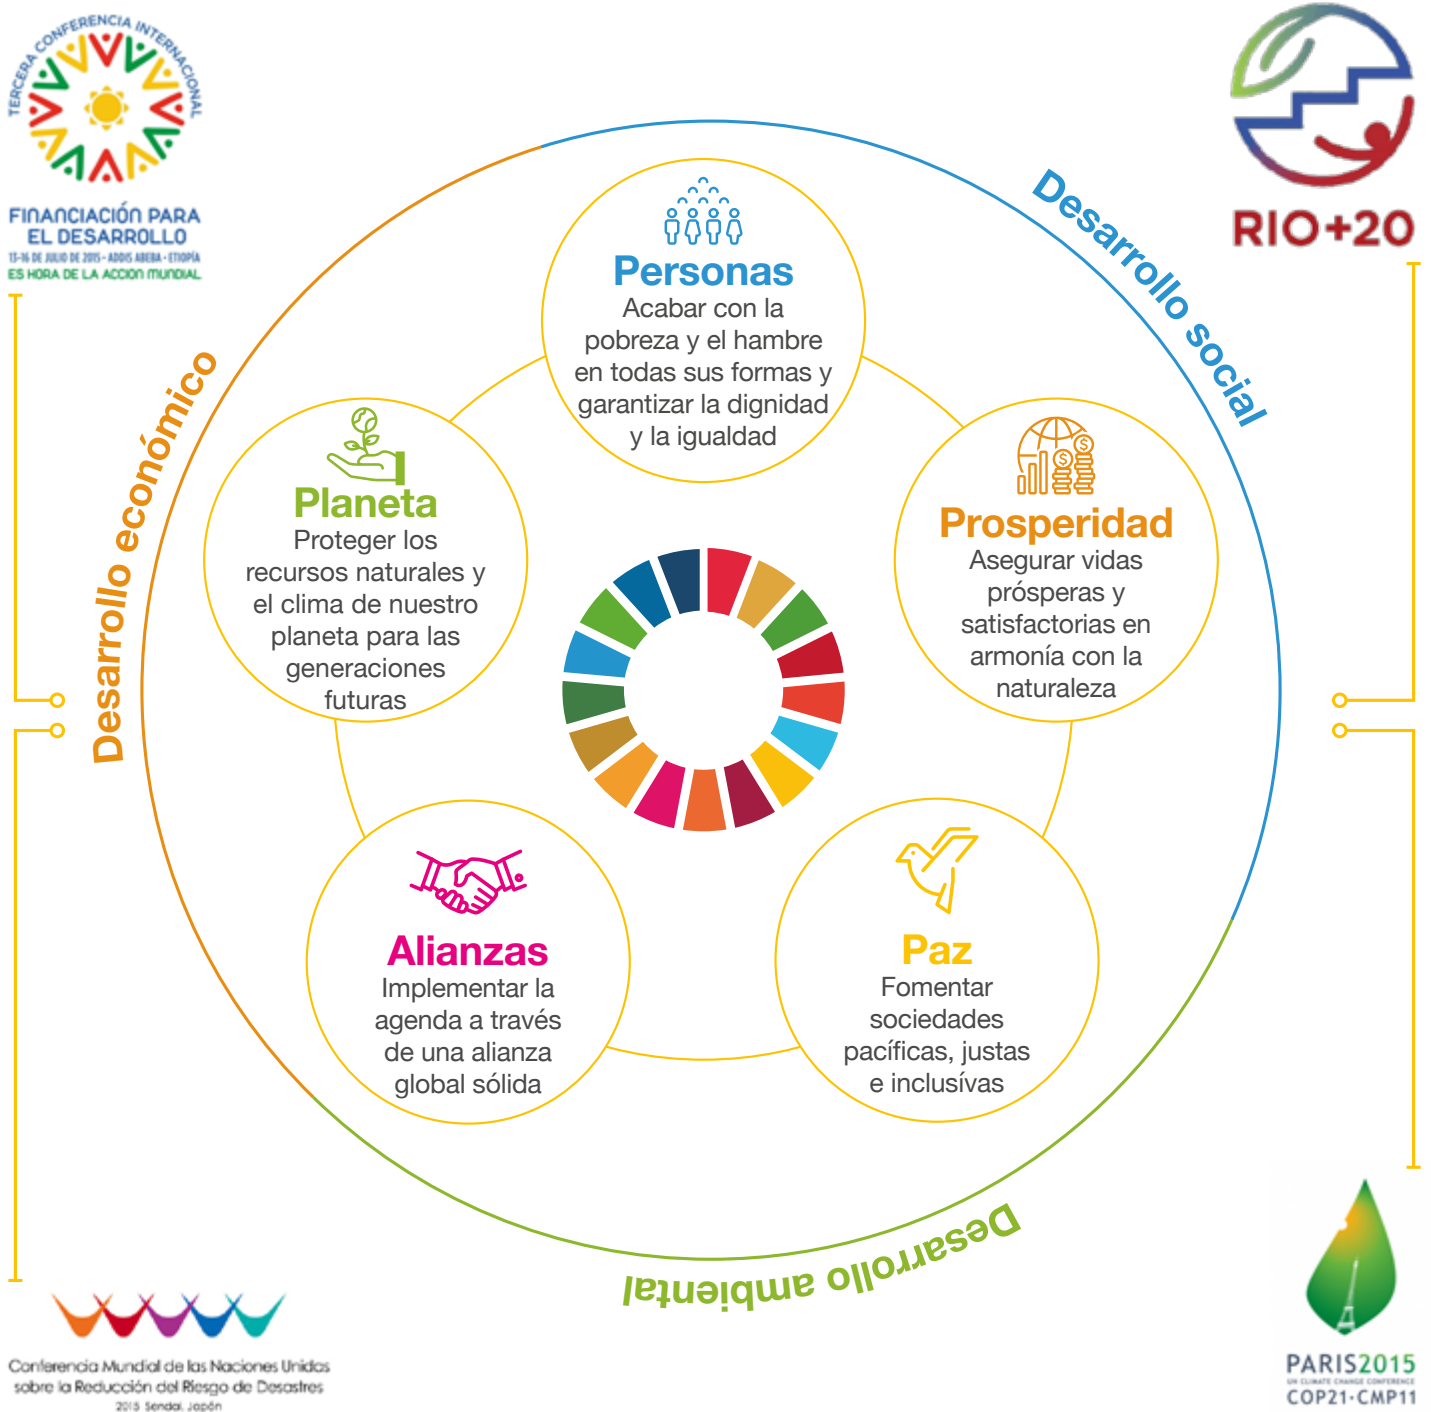 TERCERA CONFERENCIA INTERNACIONAL
FINANCIACIÓN PARA
EL DESARROLLO
13-16 DE JULIO DE 2015 - ADDIS ABEBA - ETIOPÍA
ES HORA DE LA ACCIÓN MUNDIAL
RIO+20
Desarrollo económico
Desarrollo social
Personas
Acabar con la
pobreza y el hambre
en todas sus formas y
garantizar la dignidad
y la igualdad
Planeta
Proteger los
recursos naturales y
el clima de nuestro
planeta para las
generaciones
futuras
Prosperidad
Asegurar vidas
prósperas y
satisfactorias en
armonía con la
naturaleza
Alianzas
Implementar la
agenda a través
de una alianza
global sólida
Paz
Fomentar
sociedades
pacíficas, justas
e inclusívas
Desarrollo ambiental
Conferencia Mundial de las Naciones Unidas
sobre la Reducción del Riesgo de Desastres
2015 Sendai, Japón
PARIS2015
UN CLIMATE CHANGE CONFERENCE
COP21·CMP11